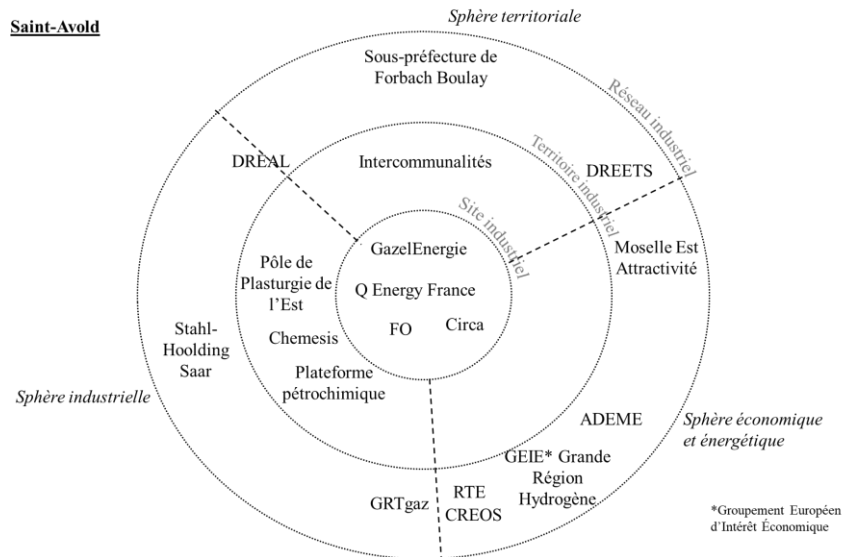 Saint-Avold
Sphère territoriale
Sous-préfecture de
Forbach Boulay
Réseau industriel
DREAL
Intercommunalités
Territoire industriel
DREETS
Site industriel
GazelEnergie
Moselle Est
Attractivité
Pôle de
Plasturgie de
l'Est
Q Energy France
FO
Circa
Stahl-
Hoolding
Saar
Chemesis
Plateforme
pétrochimique
Sphère industrielle
ADEME
Sphère économique
et énergétique
GEIE* Grande
Région
Hydrogène
GRTgaz
RTE
CREOS
*Groupement Européen
d'Intérêt Économique